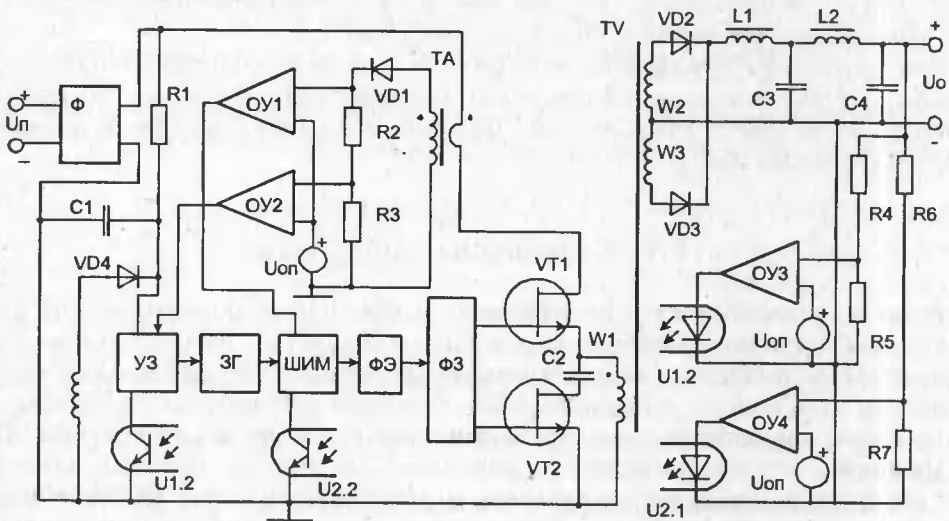 +
Uп
−
Ф
R1
C1
VD4
ОУ1
ОУ2
VD1
TA
R2
R3
+
Uоп
УЗ
ЗГ
ШИМ
ФЭ
ФЗ
U1.2
U2.2
VT1
VT2
C2
W1
TV
VD2
W2
W3
VD3
L1
L2
C3
C4
+
Uo
-
R4
R6
ОУ3
+
Uоп
R5
U1.2
ОУ4
+
Uоп
R7
U2.1